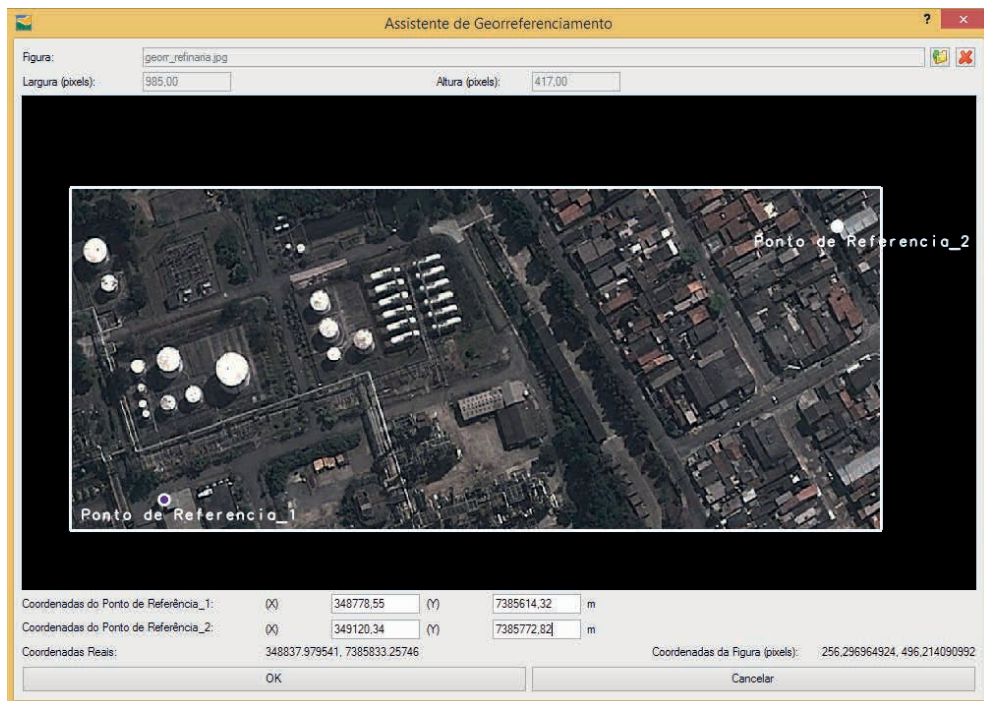 Assistente de Georreferenciamento ? ×
Figura: georr_refinaria.jpg
Largura (pixels): 985,00 Altura (pixels): 417,00
Ponto de Referencia_2
Ponto de Referencia_1
Coordenadas do Ponto de Referência_1: (X) 348778,55 (Y) 7385614,32 m
Coordenadas do Ponto de Referência_2: (X) 349120,34 (Y) 7385772,82 m
Coordenadas Reais: 348837.979541, 7385833.25746 Coordenadas da Figura (pixels): 256,296964924, 496,214090992
OK Cancelar